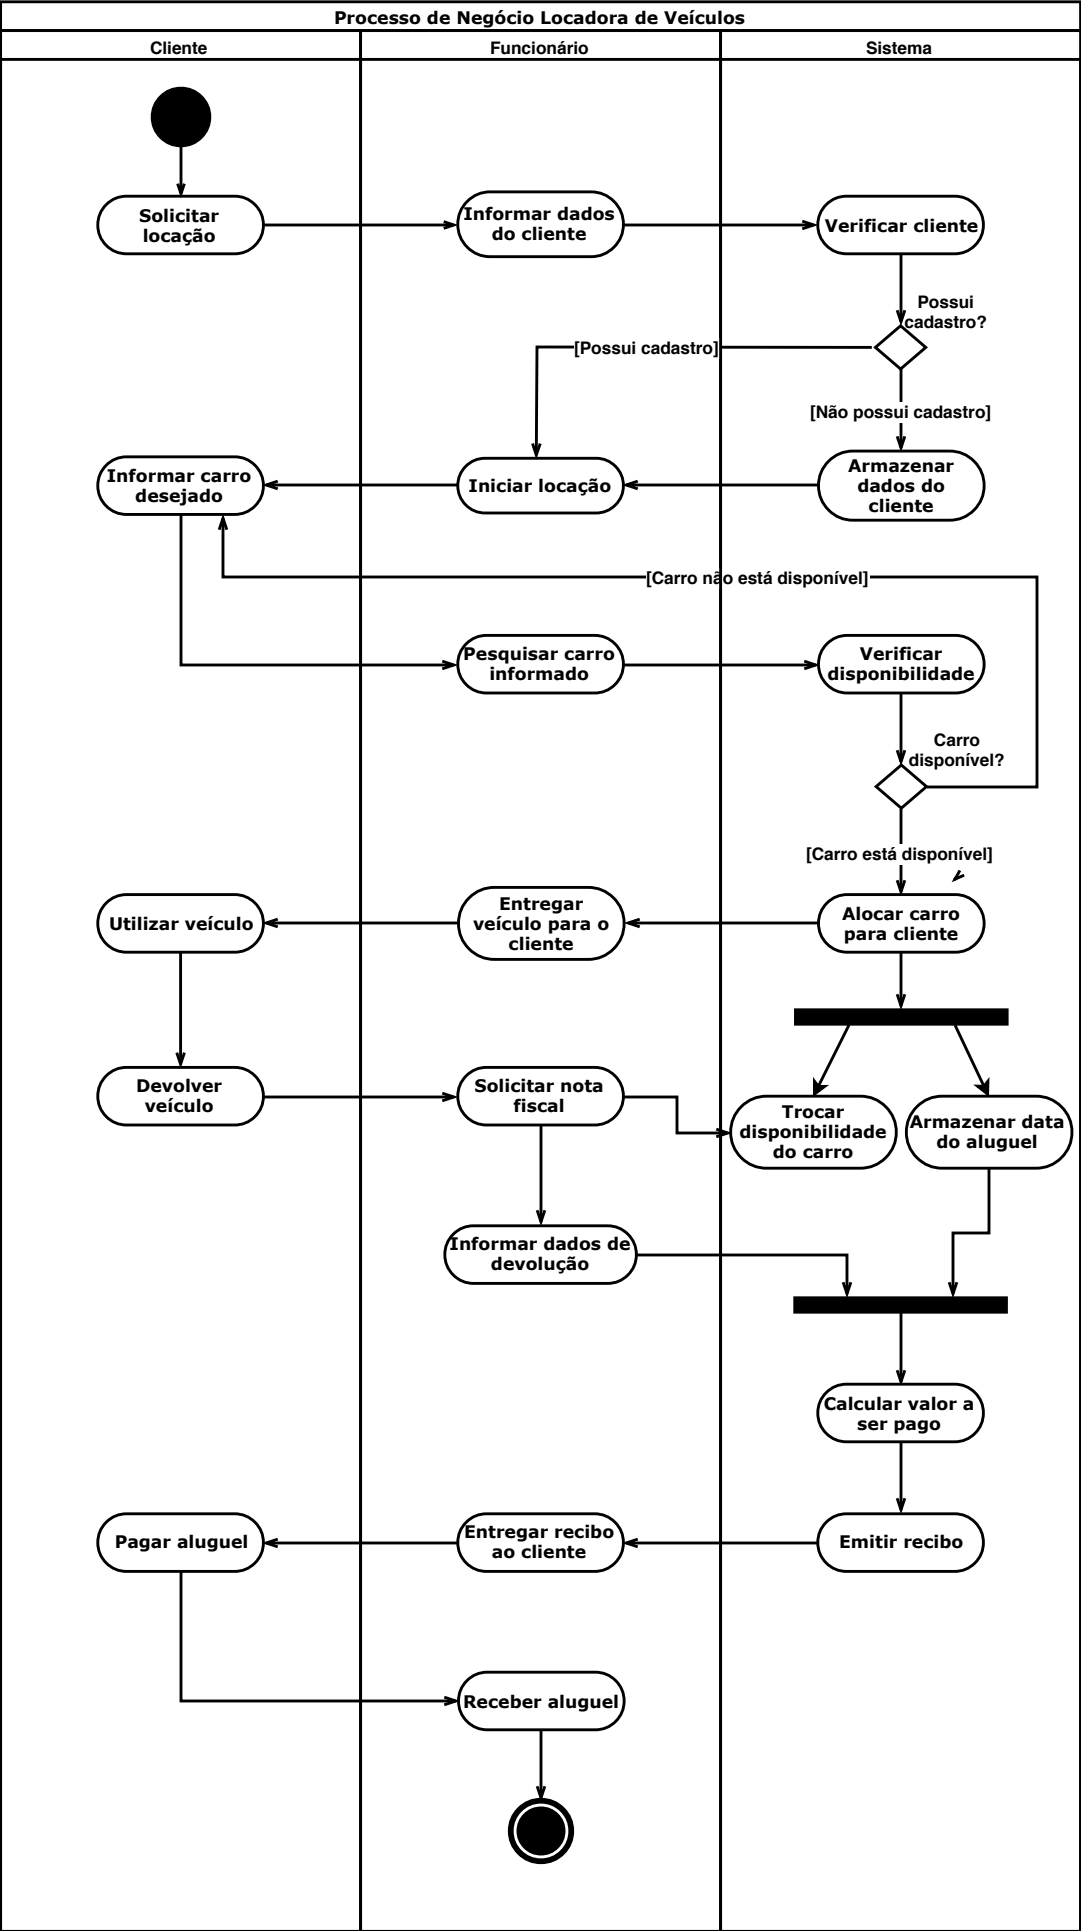 Processo de Negócio Locadora de Veículos
Cliente
Funcionário
Sistema
Solicitar
locação
Informar dados
do cliente
Verificar cliente
Possui
cadastro?
[Possui cadastro]
[Não possui cadastro]
Informar carro
desejado
Iniciar locação
Armazenar
dados do
cliente
[Carro não está disponível]
Pesquisar carro
informado
Verificar
disponibilidade
Carro
disponível?
[Carro está disponível]
Utilizar veículo
Entregar
veículo para o
cliente
Alocar carro
para cliente
Devolver
veículo
Solicitar nota
fiscal
Trocar
disponibilidade
do carro
Armazenar data
do aluguel
Informar dados de
devolução
Calcular valor a
ser pago
Pagar aluguel
Entregar recibo
ao cliente
Emitir recibo
Receber aluguel